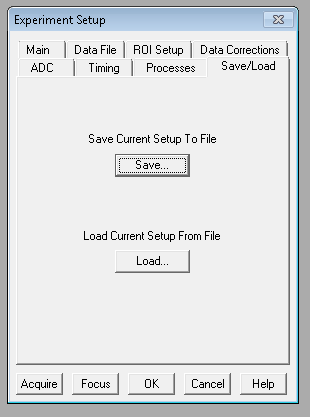 Experiment Setup
Main Data File ROI Setup Data Corrections
ADC Timing Processes Save/Load
Save Current Setup To File
Save...
Load Current Setup From File
Load...
Acquire Focus OK Cancel Help